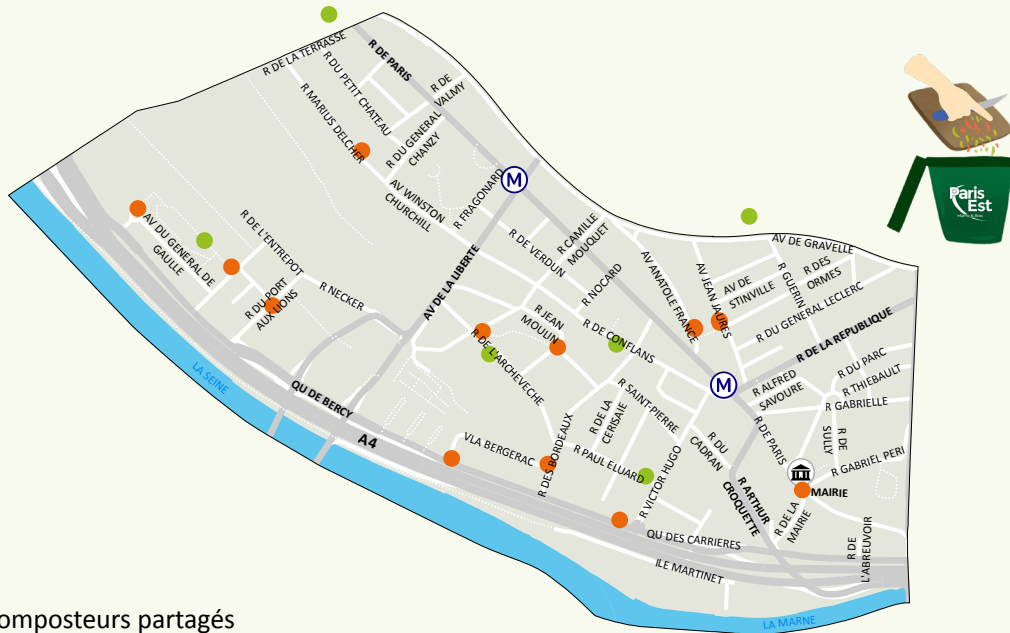 R DE LA TERRASSE
R DE PARIS
R DU PETIT CHATEAU
R DE
VALMY
R MARIUS DELCHER
R DU GENERAL
CHANZY
AV WINSTON
CHURCHILL
R FRAGONARD
M
Paris
Est
AV DU GENERAL DE
GAULLE
R DE L'ENTREPOT
R DU PORT
AUX LIONS
R NECKER
AV DE LA LIBERTE
R DE VERDUN
R CAMILLE
MOUQUET
R NOCARD
AV ANATOLE FRANCE
AV JEAN JAURES
AV DE
STINVILLE
AV DE GRAVELLE
R GUERIN
R DES
ORMES
R DU GENERAL LECLERC
R DE LA REPUBLIQUE
R JEAN
MOULIN
R DE CONFLANS
R DE L'ARCHEVECHE
M
R ALFRED
SAVOURE
R DU PARC
R THIEBAULT
R GABRIELLE
LA SEINE
QU DE BERCY
A4
VLA BERGERAC
R DES BORDEAUX
R DE LA
CERISAIE
R SAINT-PIERRE
R PAUL ELUARD
R VICTOR HUGO
R DU
CADRAN
R DE PARIS
R DE
SULLY
R GABRIEL PERI
MAIRIE
R ARTHUR
CROQUETTE
R DE LA
MAIRIE
QU DES CARRIERES
ILE MARTINET
R DE
L'ABREUVOIR
LA MARNE
omposteurs partagés